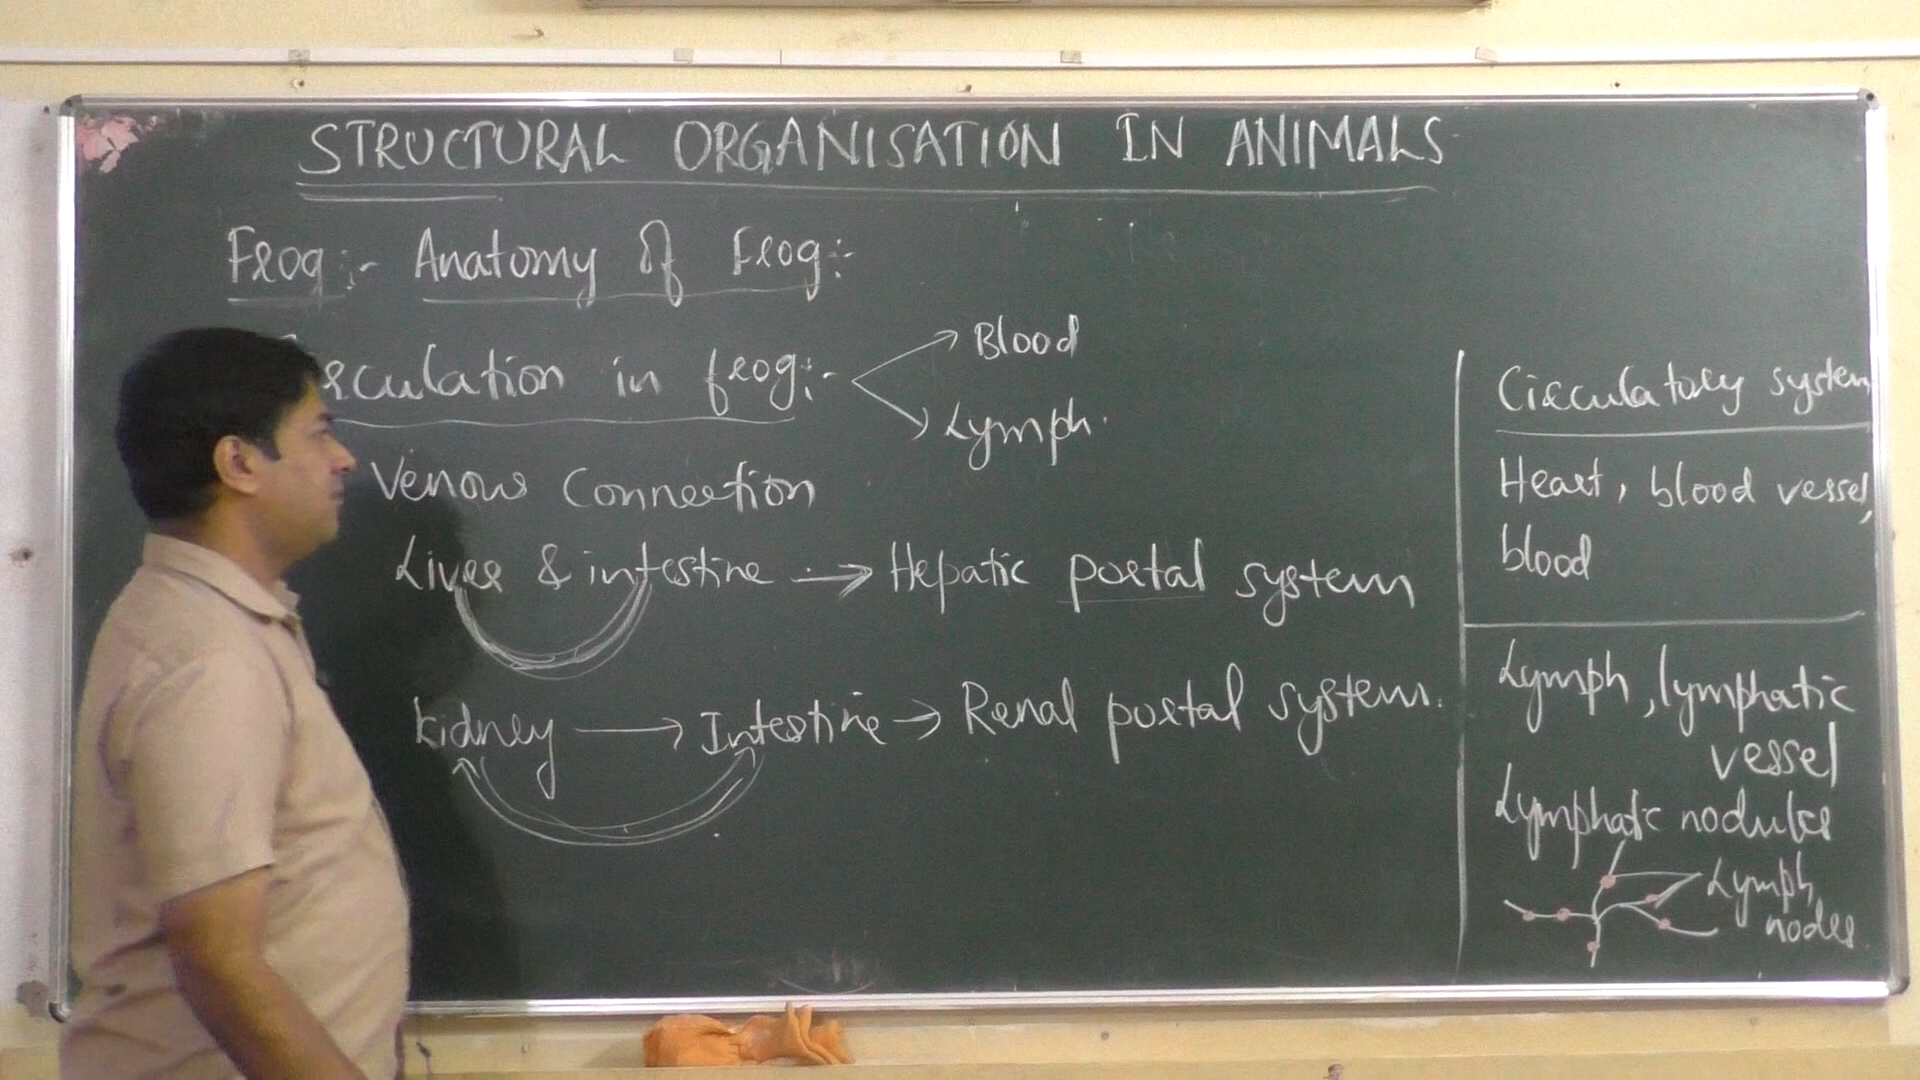 STRUCTURAL ORGANISATION IN ANIMALS
Frog:- Anatomy of Frog:-
rculation in frog:-
Blood
Lymph.
Venous Connection
Liver & intestine → Hepatic portal system
kidney → Intestine → Renal portal system.
Circulatory system
Heart, blood vessel,
blood
Lymph, lymphatic
vessel
Lymphatic nodules
Lymph
nodes